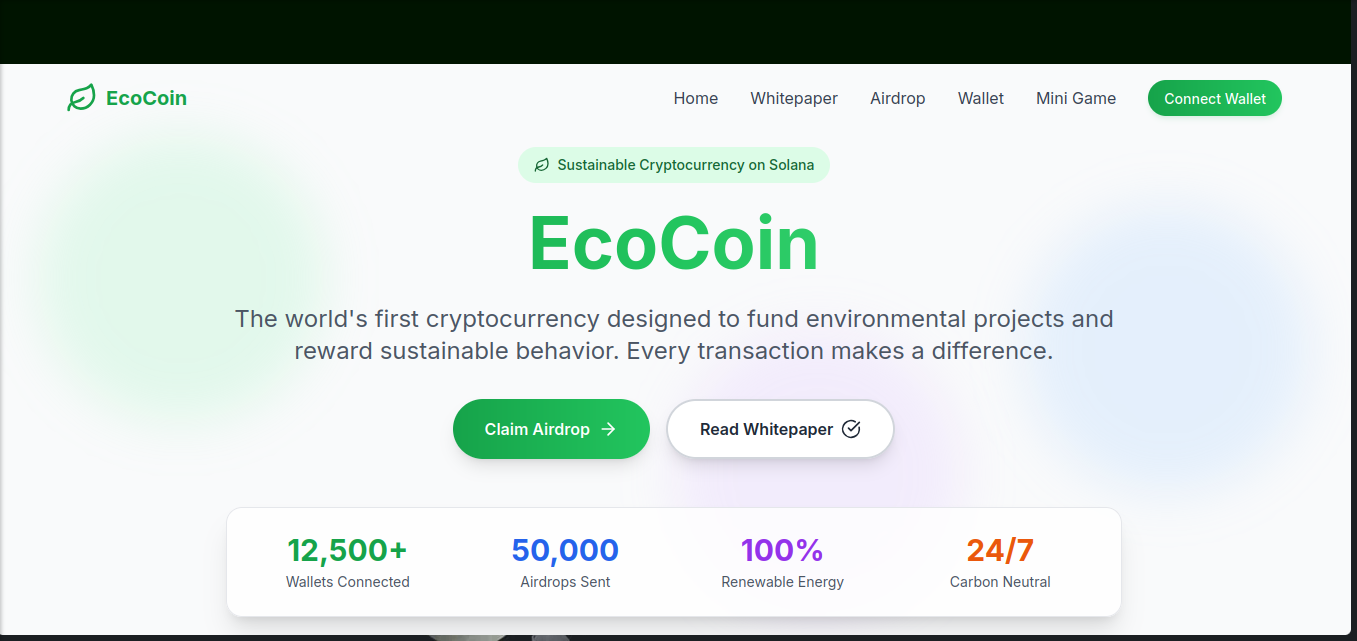 EcoCoin
Home
Whitepaper
Airdrop
Wallet
Mini Game
Connect Wallet
Sustainable Cryptocurrency on Solana
EcoCoin
The world's first cryptocurrency designed to fund environmental projects and
reward sustainable behavior. Every transaction makes a difference.
Claim Airdrop
Read Whitepaper
12,500+
Wallets Connected
50,000
Airdrops Sent
100%
Renewable Energy
24/7
Carbon Neutral